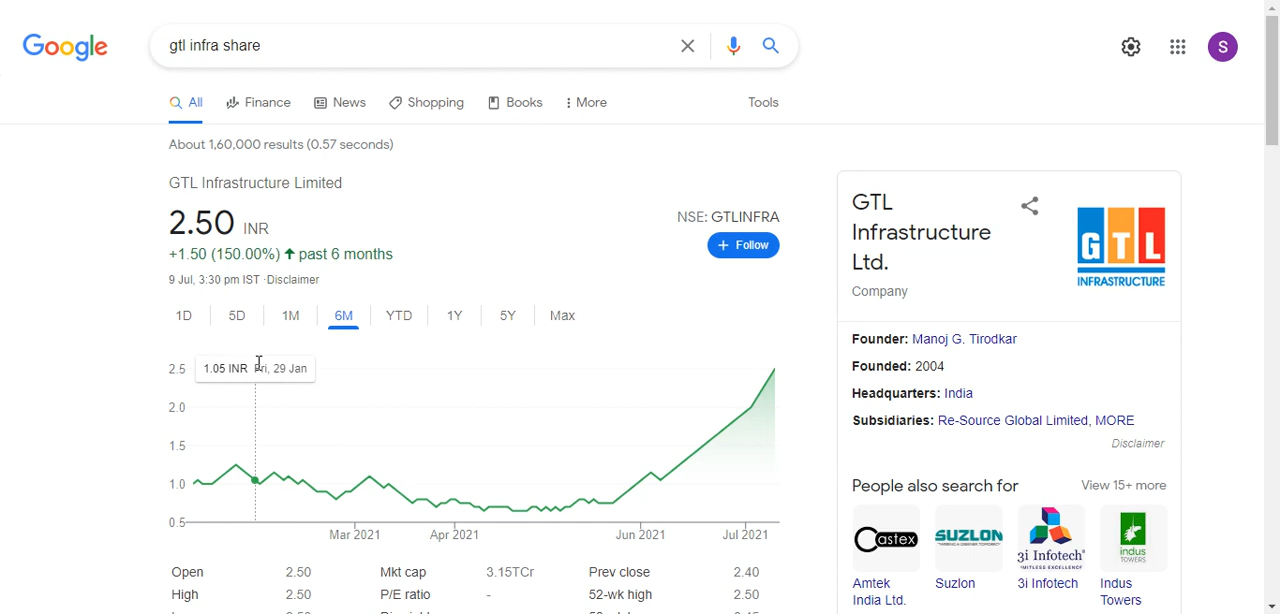 Google
gtl infra share
S
All Finance News Shopping Books More Tools
About 1,60,000 results (0.57 seconds)
GTL Infrastructure Limited
2.50 INR
+1.50 (150.00%) past 6 months
9 Jul, 3:30 pm IST · Disclaimer
NSE: GTLINFRA
+ Follow
1D 5D 1M 6M YTD 1Y 5Y Max
1.05 INR Fri, 29 Jan
2.5
2.0
1.5
1.0
0.5
Mar 2021 Apr 2021 Jun 2021 Jul 2021
Open 2.50 Mkt cap 3.15TCr Prev close 2.40
High 2.50 P/E ratio - 52-wk high 2.50
GTL
Infrastructure
Ltd.
Company
GTL
INFRASTRUCTURE
Founder: Manoj G. Tirodkar
Founded: 2004
Headquarters: India
Subsidiaries: Re-Source Global Limited, MORE
Disclaimer
People also search for View 15+ more
Castex
SUZLON
3i Infotech
LIMITLESS EXCELLENCE
indus
TOWERS
Amtek
India Ltd.
Suzlon
3i Infotech
Indus
Towers